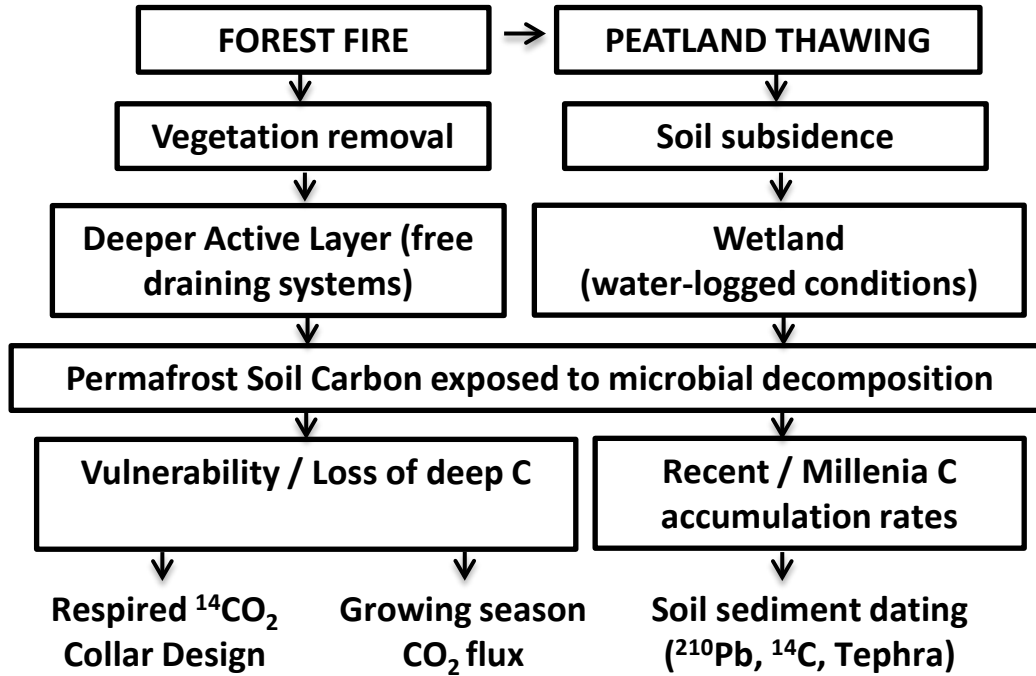 FOREST FIRE
PEATLAND THAWING
Vegetation removal
Soil subsidence
Deeper Active Layer (free
draining systems)
Wetland
(water-logged conditions)
Permafrost Soil Carbon exposed to microbial decomposition
Vulnerability / Loss of deep C
Recent / Millenia C
accumulation rates
Respired ¹⁴CO₂
Collar Design
Growing season
CO₂ flux
Soil sediment dating
(²¹⁰Pb, ¹⁴C, Tephra)